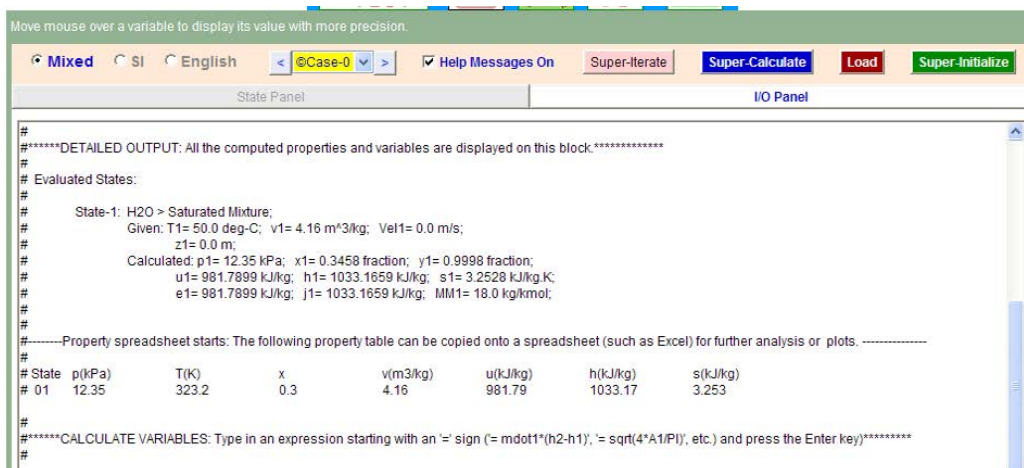 Move mouse over a variable to display its value with more precision.
Mixed SI English < ©Case-0 > Help Messages On Super-Iterate Super-Calculate Load Super-Initialize
State Panel I/O Panel
#
#******DETAILED OUTPUT: All the computed properties and variables are displayed on this block.*************
#
# Evaluated States:
#
# State-1: H2O > Saturated Mixture;
# Given: T1= 50.0 deg-C; v1= 4.16 m^3/kg; Vel1= 0.0 m/s;
# z1= 0.0 m;
# Calculated: p1= 12.35 kPa; x1= 0.3458 fraction; y1= 0.9998 fraction;
# u1= 981.7899 kJ/kg; h1= 1033.1659 kJ/kg; s1= 3.2528 kJ/kg.K;
# e1= 981.7899 kJ/kg; j1= 1033.1659 kJ/kg; MM1= 18.0 kg/kmol;
#
#
#--------Property spreadsheet starts: The following property table can be copied onto a spreadsheet (such as Excel) for further analysis or plots. ---------------
#
# State p(kPa) T(K) x v(m3/kg) u(kJ/kg) h(kJ/kg) s(kJ/kg)
# 01 12.35 323.2 0.3 4.16 981.79 1033.17 3.253
#
#******CALCULATE VARIABLES: Type in an expression starting with an '=' sign ('= mdot1*(h2-h1)', '= sqrt(4*A1/PI)', etc.) and press the Enter key)*********
#